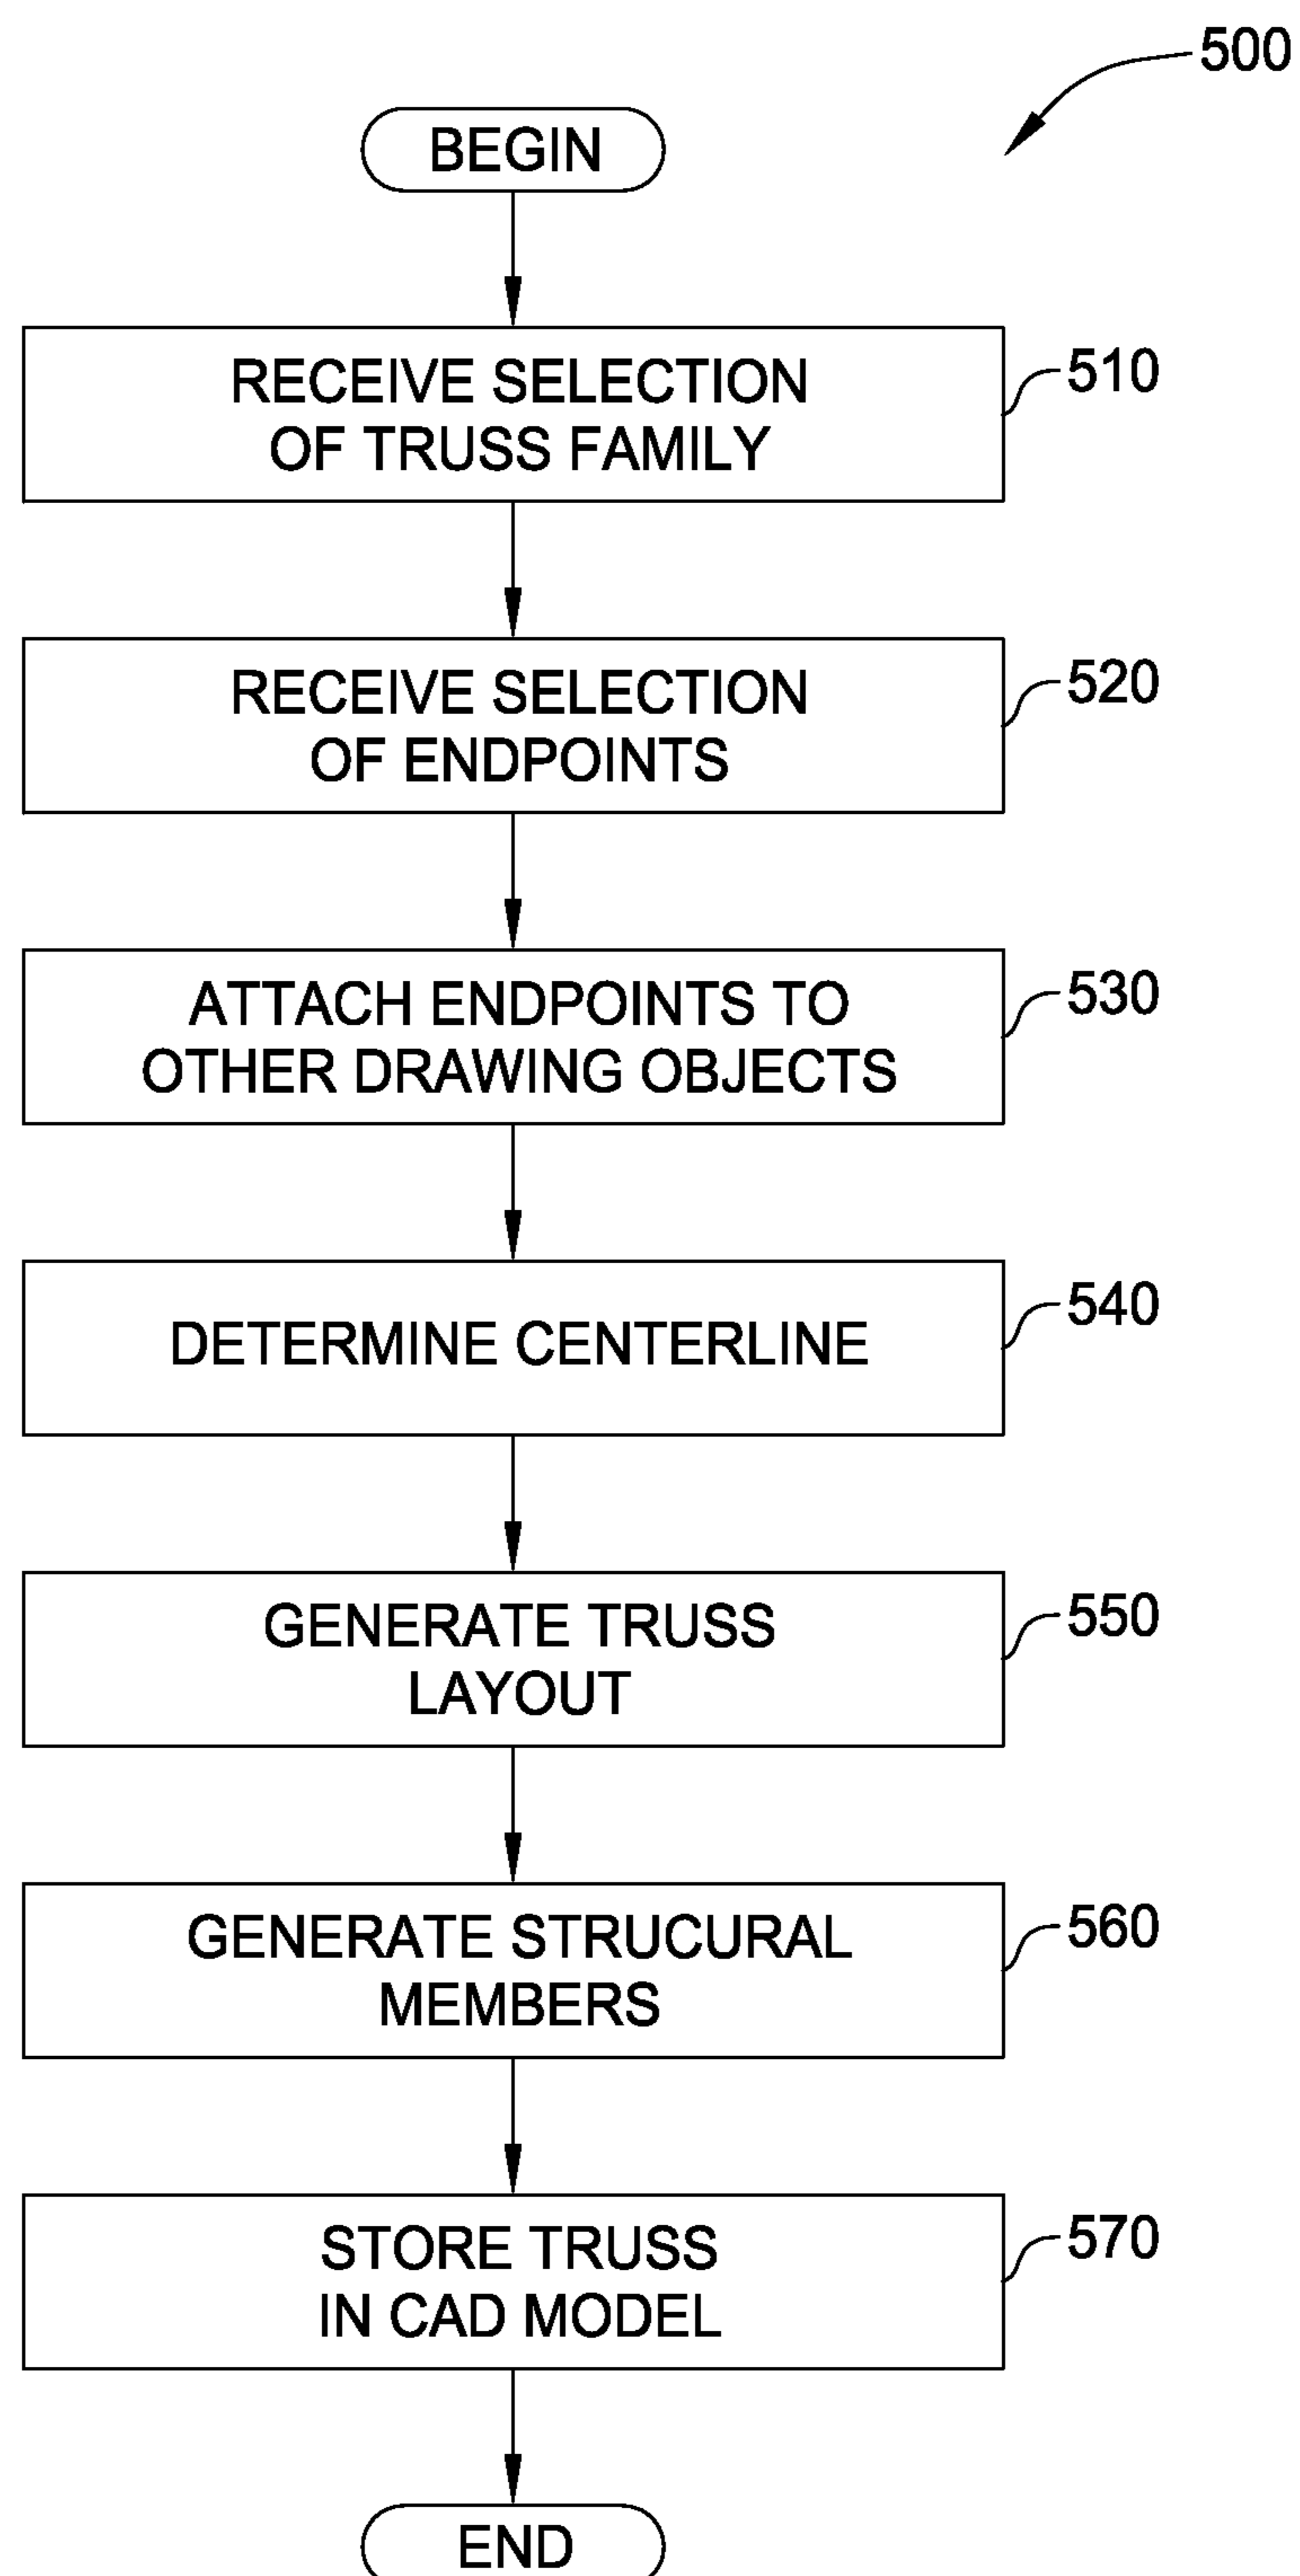 500
BEGIN
RECEIVE SELECTION
OF TRUSS FAMILY
510
RECEIVE SELECTION
OF ENDPOINTS
520
ATTACH ENDPOINTS TO
OTHER DRAWING OBJECTS
530
DETERMINE CENTERLINE
540
GENERATE TRUSS
LAYOUT
550
GENERATE STRUCURAL
MEMBERS
560
STORE TRUSS
IN CAD MODEL
570
END